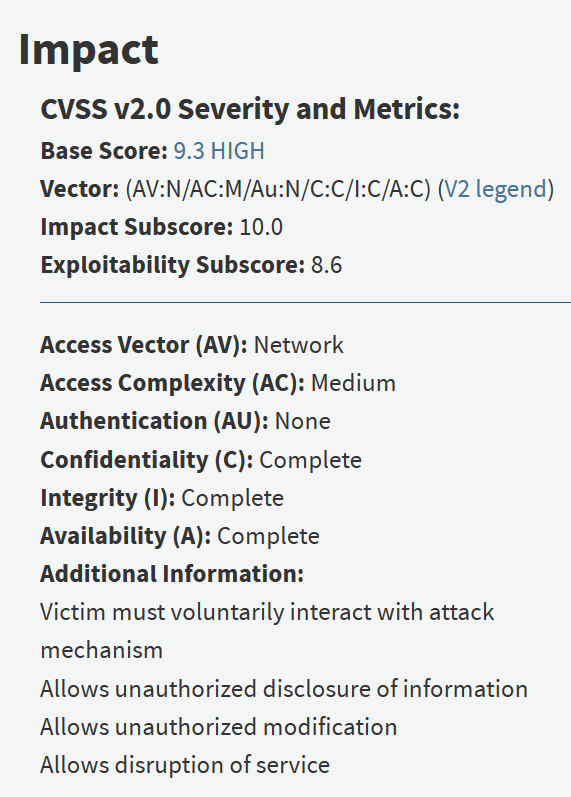 Impact
CVSS v2.0 Severity and Metrics:
Base Score: 9.3 HIGH
Vector: (AV:N/AC:M/Au:N/C:C/I:C/A:C) (V2 legend)
Impact Subscore: 10.0
Exploitability Subscore: 8.6
Access Vector (AV): Network
Access Complexity (AC): Medium
Authentication (AU): None
Confidentiality (C): Complete
Integrity (I): Complete
Availability (A): Complete
Additional Information:
Victim must voluntarily interact with attack
mechanism
Allows unauthorized disclosure of information
Allows unauthorized modification
Allows disruption of service